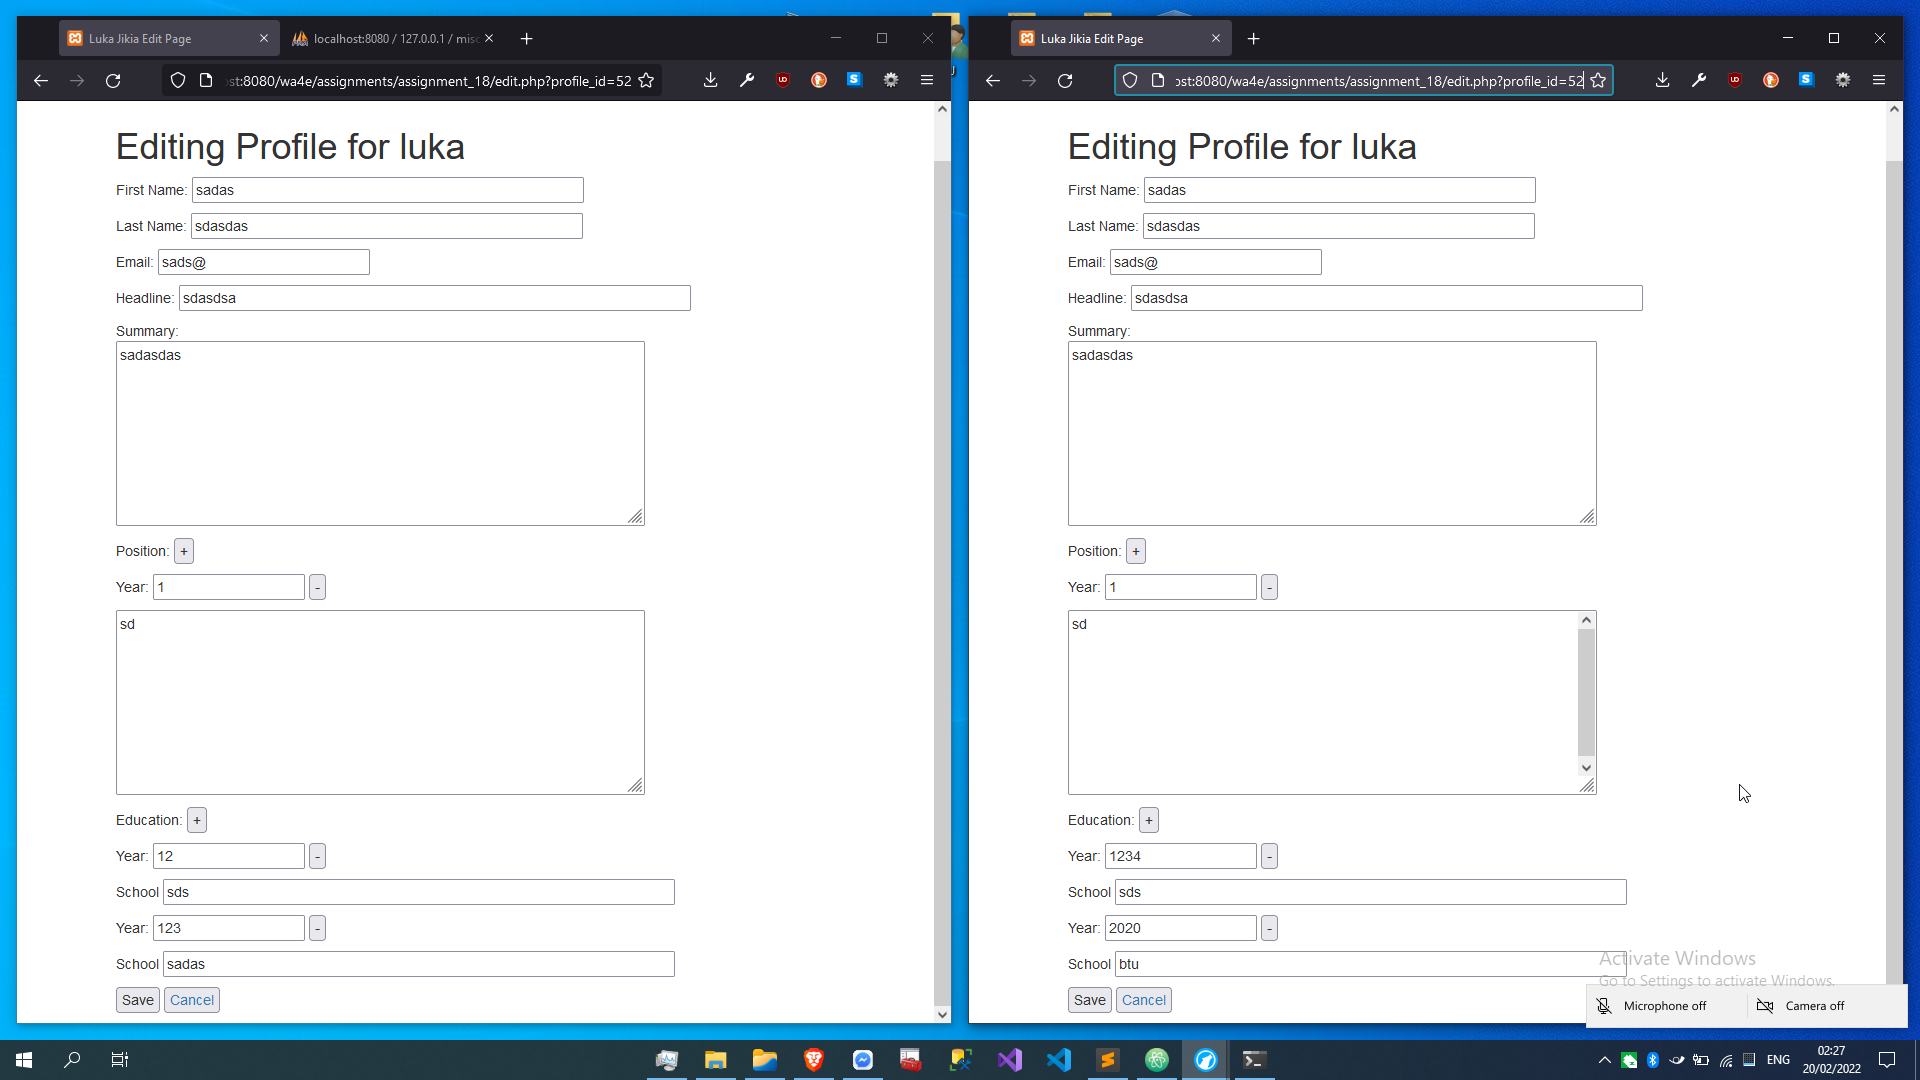 Luka Jikia Edit Page
localhost:8080 / 127.0.0.1 / misc
ost:8080/wa4e/assignments/assignment_18/edit.php?profile_id=52
Editing Profile for luka
First Name: sadas
Last Name: sdasdas
Email: sads@
Headline: sdasdsa
Summary:
sadasdas
Position: +
Year: 1 -
sd
Education: +
Year: 12 -
School sds
Year: 123 -
School sadas
Save Cancel
Luka Jikia Edit Page
ost:8080/wa4e/assignments/assignment_18/edit.php?profile_id=52
Editing Profile for luka
First Name: sadas
Last Name: sdasdas
Email: sads@
Headline: sdasdsa
Summary:
sadasdas
Position: +
Year: 1 -
sd
Education: +
Year: 1234 -
School sds
Year: 2020 -
School btu
Save Cancel
Activate Windows
Go to Settings to activate Windows.
Microphone off Camera off
ENG
02:27
20/02/2022